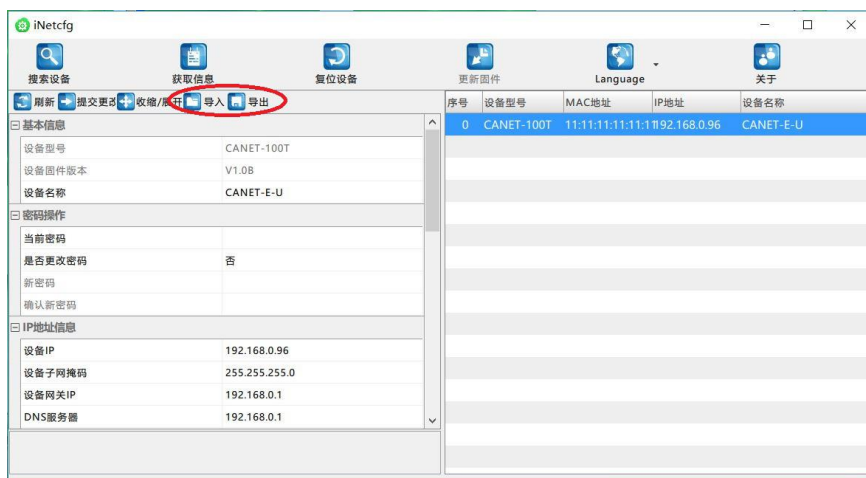 iNetcfg
搜索设备 获取信息 复位设备 更新固件 Language 关于
刷新 提交更改 收缩/展开 导入 导出
基本信息
设备型号 CANET-100T
设备固件版本 V1.0B
设备名称 CANET-E-U
密码操作
当前密码
是否更改密码 否
新密码
确认新密码
IP地址信息
设备IP 192.168.0.96
设备子网掩码 255.255.255.0
设备网关IP 192.168.0.1
DNS服务器 192.168.0.1
序号 设备型号 MAC地址 IP地址 设备名称
0 CANET-100T 11:11:11:11:11:11 192.168.0.96 CANET-E-U